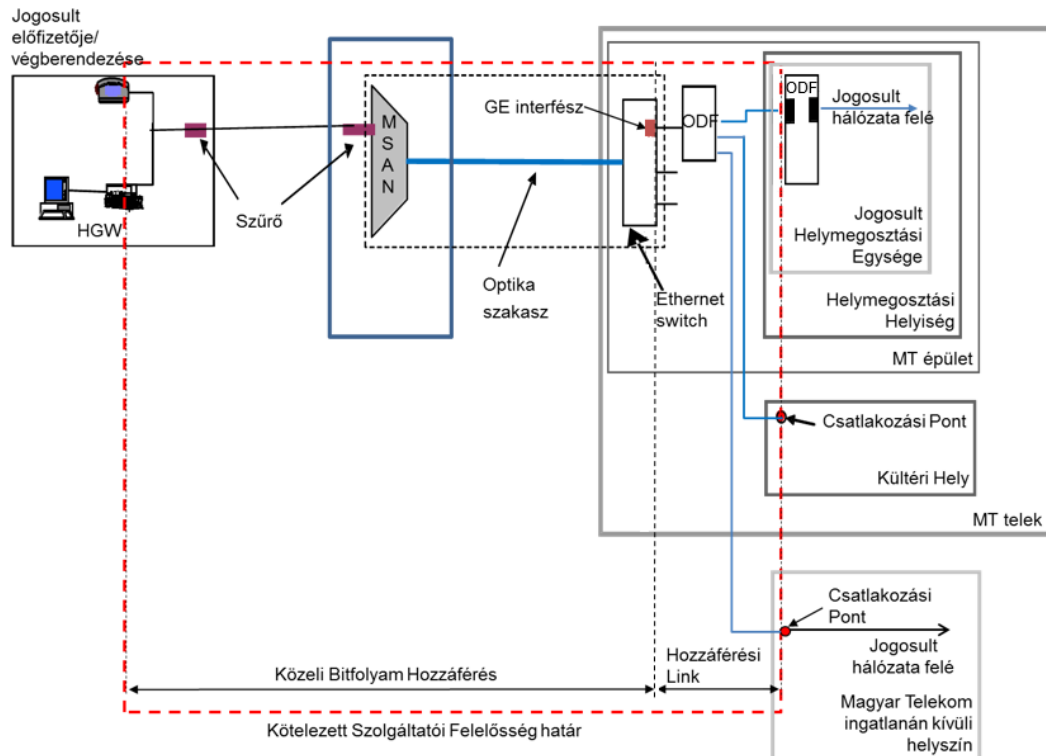 Jogosult
előfizetője/
végberendezése
HGW
Szűrő
MSAN
Optika
szakasz
GE interfész
Ethernet
switch
ODF
ODF
Jogosult
hálózata felé
Jogosult
Helymegosztási
Egysége
Helymegosztási
Helyiség
MT épület
Csatlakozási Pont
Kültéri Hely
MT telek
Csatlakozási
Pont
Jogosult
hálózata felé
Magyar Telekom
ingatlanán kívüli
helyszín
Közeli Bitfolyam Hozzáférés
Hozzáférési
Link
Kötelezett Szolgáltatói Felelősség határ